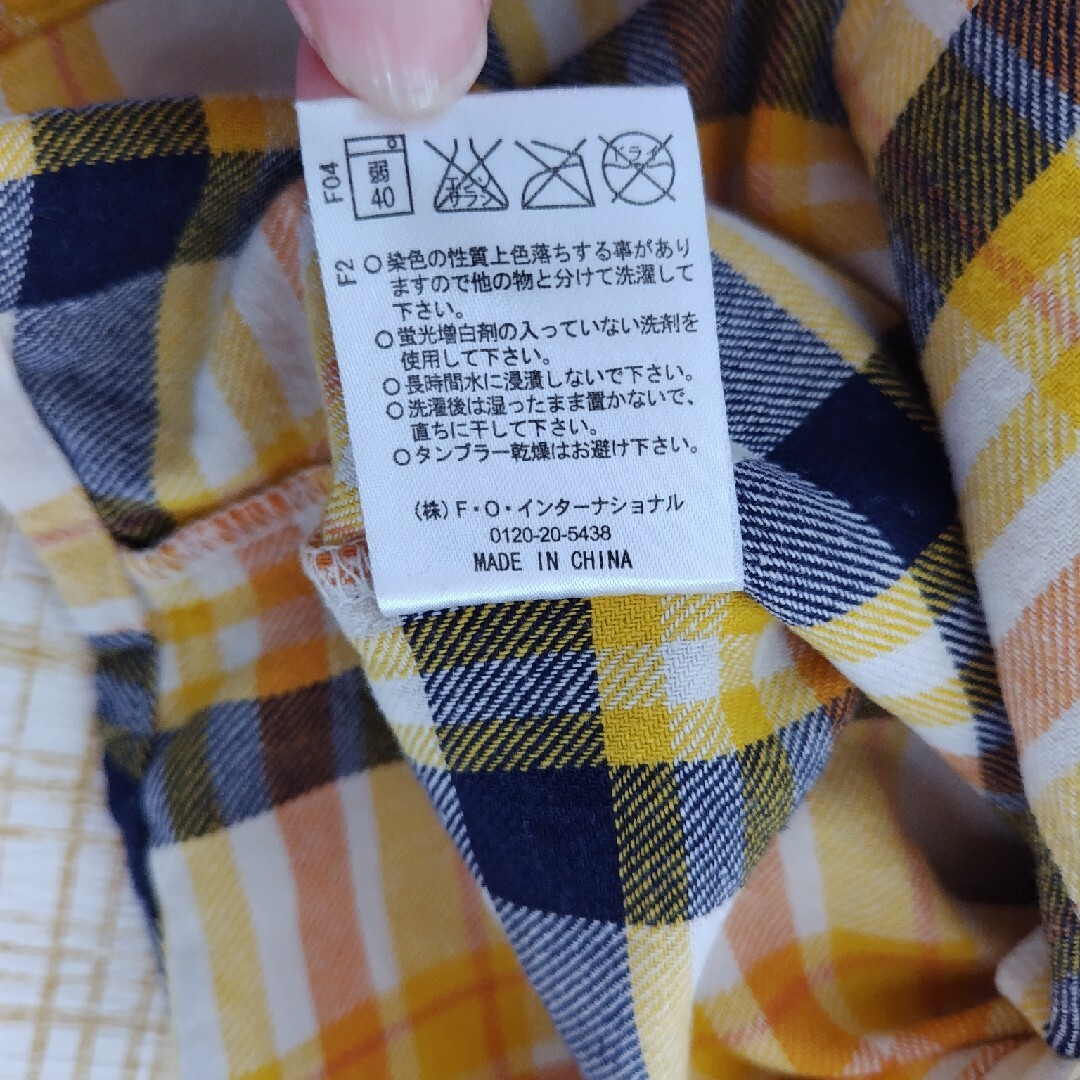 F04
弱
40
エンソ
サラシ
ドライ
F2
○染色の性質上色落ちする事があり
ますので他の物と分けて洗濯して
下さい。
○蛍光増白剤の入っていない洗剤を
使用して下さい。
○長時間水に浸漬しないで下さい。
○洗濯後は湿ったまま置かないで、
直ちに干して下さい。
○タンブラー乾燥はお避け下さい。
(株)F・O・インターナショナル
0120-20-5438
MADE IN CHINA